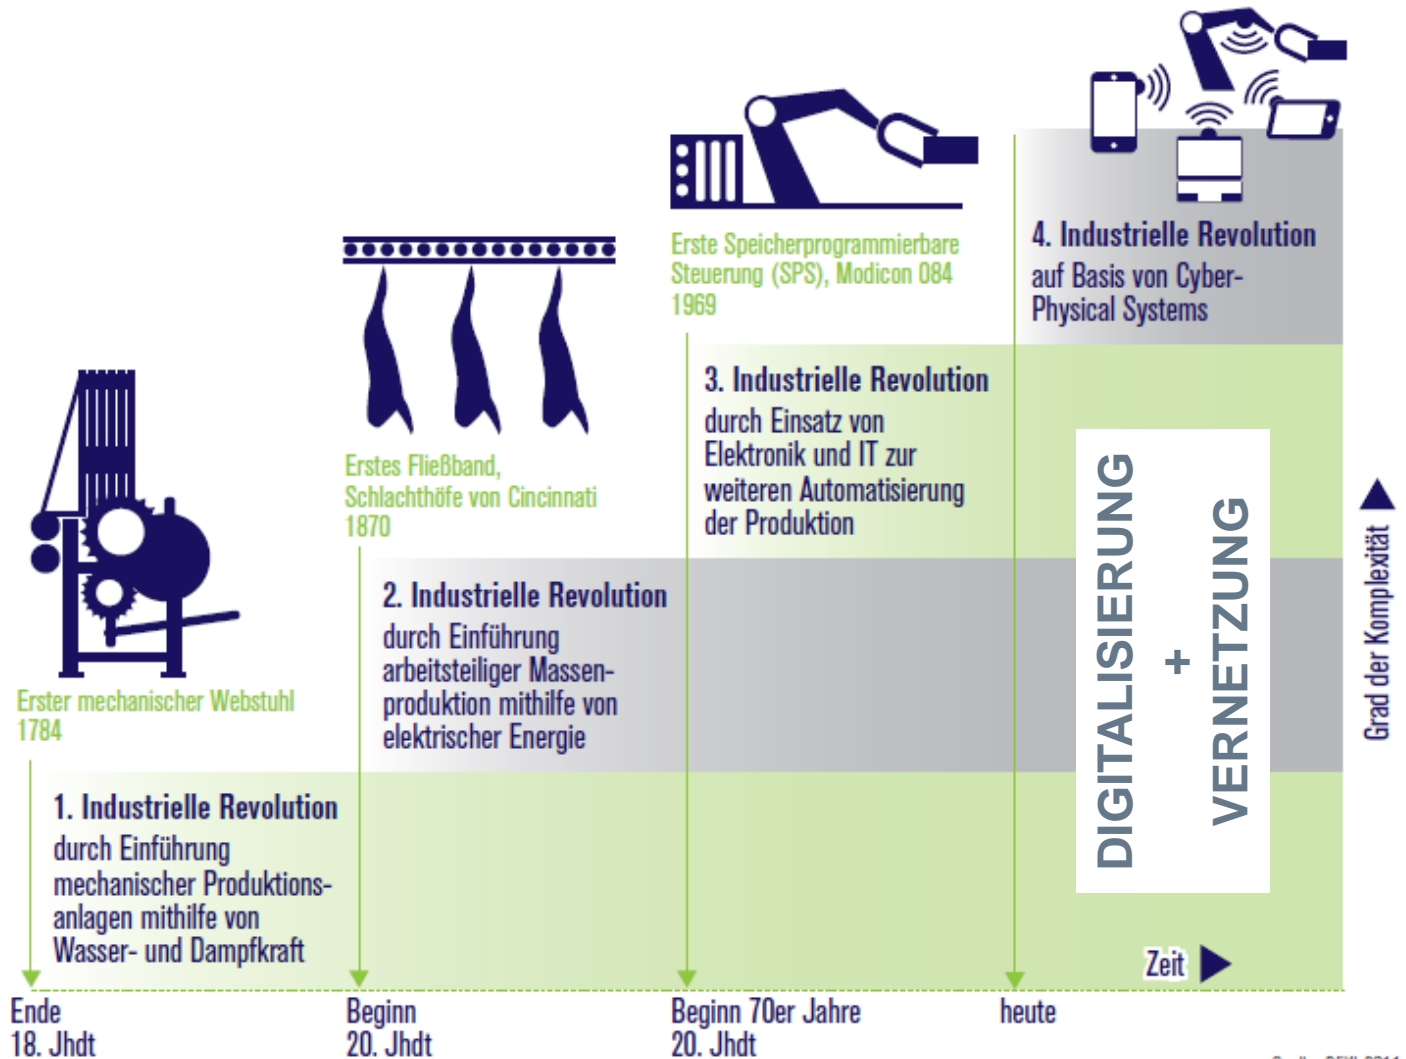 4. Industrielle Revolution
auf Basis von Cyber-
Physical Systems
Erste Speicherprogrammierbare
Steuerung (SPS), Modicon 084
1969
3. Industrielle Revolution
durch Einsatz von
Elektronik und IT zur
weiteren Automatisierung
der Produktion
Erstes Fließband,
Schlachthöfe von Cincinnati
1870
2. Industrielle Revolution
durch Einführung
arbeitsteiliger Massen-
produktion mithilfe von
elektrischer Energie
Erster mechanischer Webstuhl
1784
1. Industrielle Revolution
durch Einführung
mechanischer Produktions-
anlagen mithilfe von
Wasser- und Dampfkraft
DIGITALISIERUNG
+
VERNETZUNG
Grad der Komplexität
Zeit
Ende
18. Jhdt
Beginn
20. Jhdt
Beginn 70er Jahre
20. Jhdt
heute